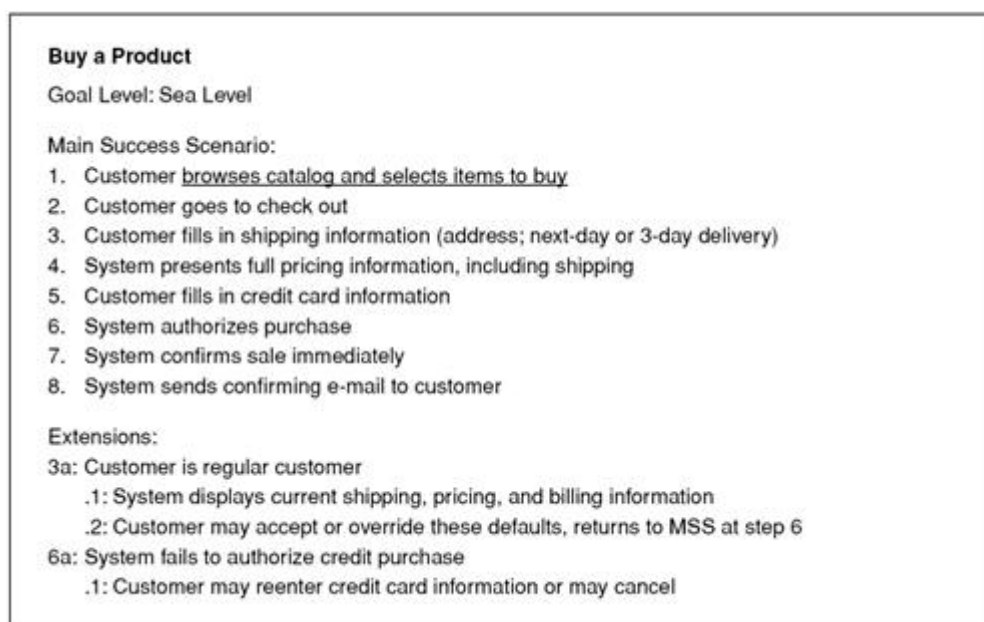 Buy a Product
Goal Level: Sea Level
Main Success Scenario:
1. Customer browses catalog and selects items to buy
2. Customer goes to check out
3. Customer fills in shipping information (address; next-day or 3-day delivery)
4. System presents full pricing information, including shipping
5. Customer fills in credit card information
6. System authorizes purchase
7. System confirms sale immediately
8. System sends confirming e-mail to customer
Extensions:
3a: Customer is regular customer
.1: System displays current shipping, pricing, and billing information
.2: Customer may accept or override these defaults, returns to MSS at step 6
6a: System fails to authorize credit purchase
.1: Customer may reenter credit card information or may cancel